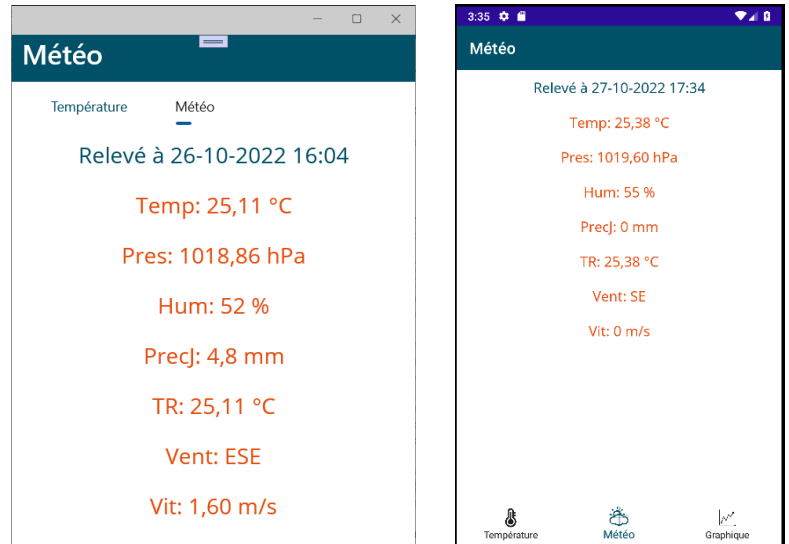 Météo
Température Météo
Relevé à 26-10-2022 16:04
Temp: 25,11 °C
Pres: 1018,86 hPa
Hum: 52 %
PrecJ: 4,8 mm
TR: 25,11 °C
Vent: ESE
Vit: 1,60 m/s
3:35
Météo
Relevé à 27-10-2022 17:34
Temp: 25,38 °C
Pres: 1019,60 hPa
Hum: 55 %
PrecJ: 0 mm
TR: 25,38 °C
Vent: SE
Vit: 0 m/s
Température Météo Graphique